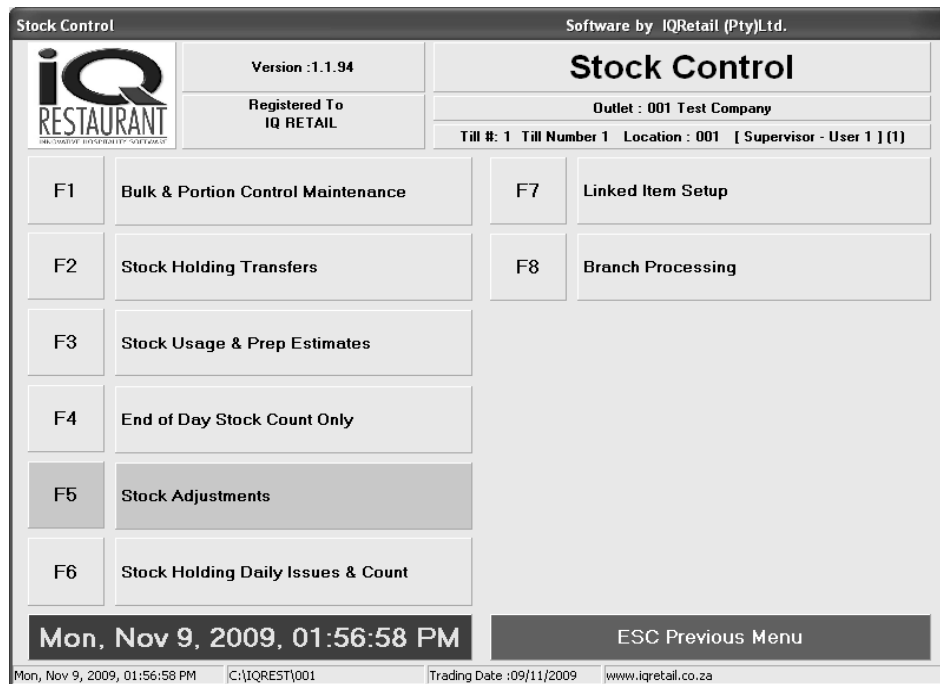 Stock Control
Software by IQRetail (Pty)Ltd.
iQ
RESTAURANT
INNOVATIVE HOSPITALITY SOFTWARE
Version :1.1.94
Registered To
IQ RETAIL
Stock Control
Outlet : 001 Test Company
Till #: 1 Till Number 1 Location : 001 [ Supervisor - User 1 ] (1)
F1 Bulk & Portion Control Maintenance
F2 Stock Holding Transfers
F3 Stock Usage & Prep Estimates
F4 End of Day Stock Count Only
F5 Stock Adjustments
F6 Stock Holding Daily Issues & Count
F7 Linked Item Setup
F8 Branch Processing
Mon, Nov 9, 2009, 01:56:58 PM
ESC Previous Menu
Mon, Nov 9, 2009, 01:56:58 PM C:\IQREST\001 Trading Date :09/11/2009 www.iqretail.co.za